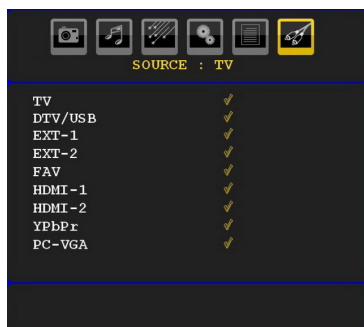 SOURCE : TV
TV
DTV/USB
EXT-1
EXT-2
FAV
HDMI-1
HDMI-2
YPbPr
PC-VGA